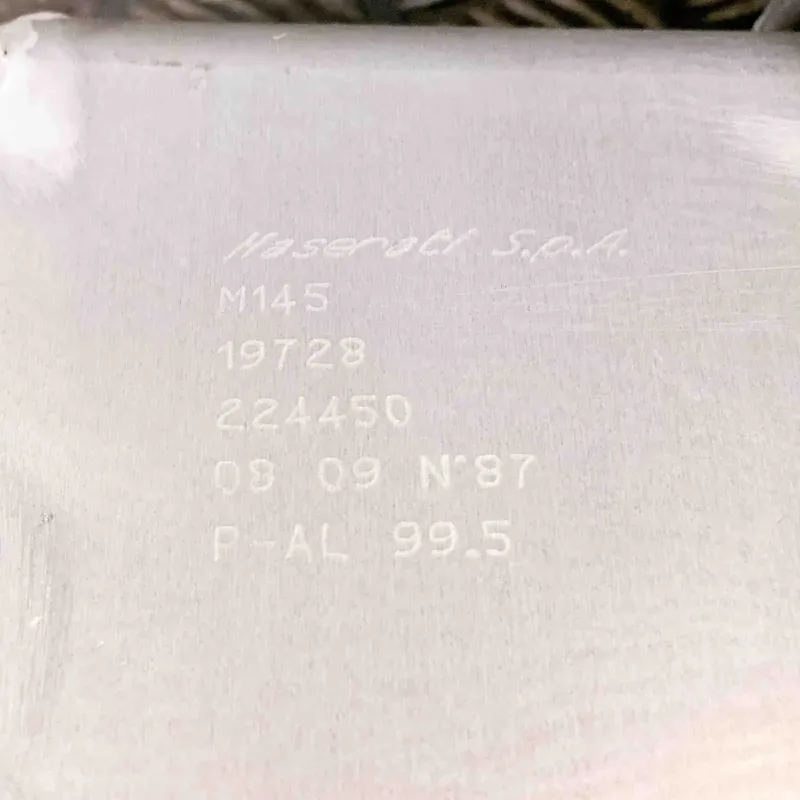 Maserati S.p.A.
M145
19728
224450
08 09 N°87
P-AL 99.5